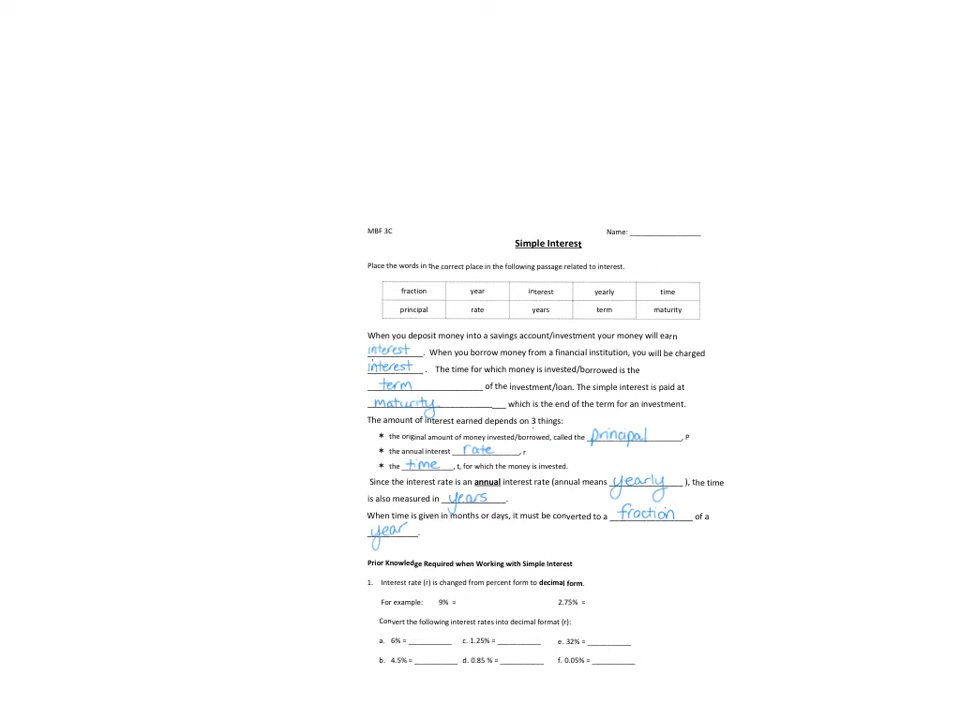 MBF 3C Name: ___________________
Simple Interest
Place the words in the correct place in the following passage related to interest.
fraction year interest yearly time
principal rate years term maturity
When you deposit money into a savings account/investment your money will earn
interest. When you borrow money from a financial institution, you will be charged
interest. The time for which money is invested/borrowed is the
term of the investment/loan. The simple interest is paid at
maturity which is the end of the term for an investment.
The amount of interest earned depends on 3 things:
* the original amount of money invested/borrowed, called the principal, P
* the annual interest rate, r
* the time, t, for which the money is invested.
Since the interest rate is an annual interest rate (annual means yearly), the time
is also measured in years.
When time is given in months or days, it must be converted to a fraction of a
year.
Prior Knowledge Required when Working with Simple Interest
1. Interest rate (r) is changed from percent form to decimal form.
For example: 9% = 2.75% =
Convert the following interest rates into decimal format (r):
a. 6% = __________ c. 1.25% = __________ e. 32% = __________
b. 4.5% = __________ d. 0.85 % = __________ f. 0.05% = __________